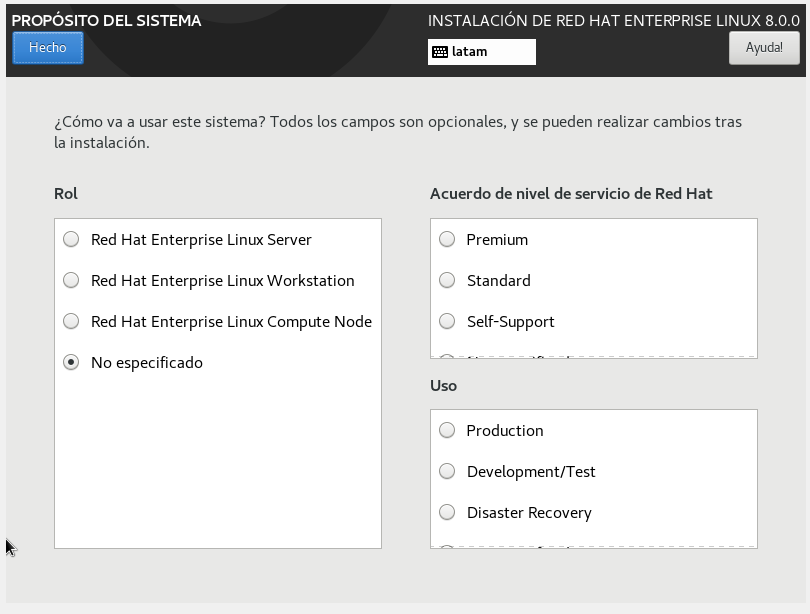 PROPÓSITO DEL SISTEMA
INSTALACIÓN DE RED HAT ENTERPRISE LINUX 8.0.0
Hecho
latam
Ayuda!
¿Cómo va a usar este sistema? Todos los campos son opcionales, y se pueden realizar cambios tras
la instalación.
Rol
Red Hat Enterprise Linux Server
Red Hat Enterprise Linux Workstation
Red Hat Enterprise Linux Compute Node
No especificado
Acuerdo de nivel de servicio de Red Hat
Premium
Standard
Self-Support
Uso
Production
Development/Test
Disaster Recovery